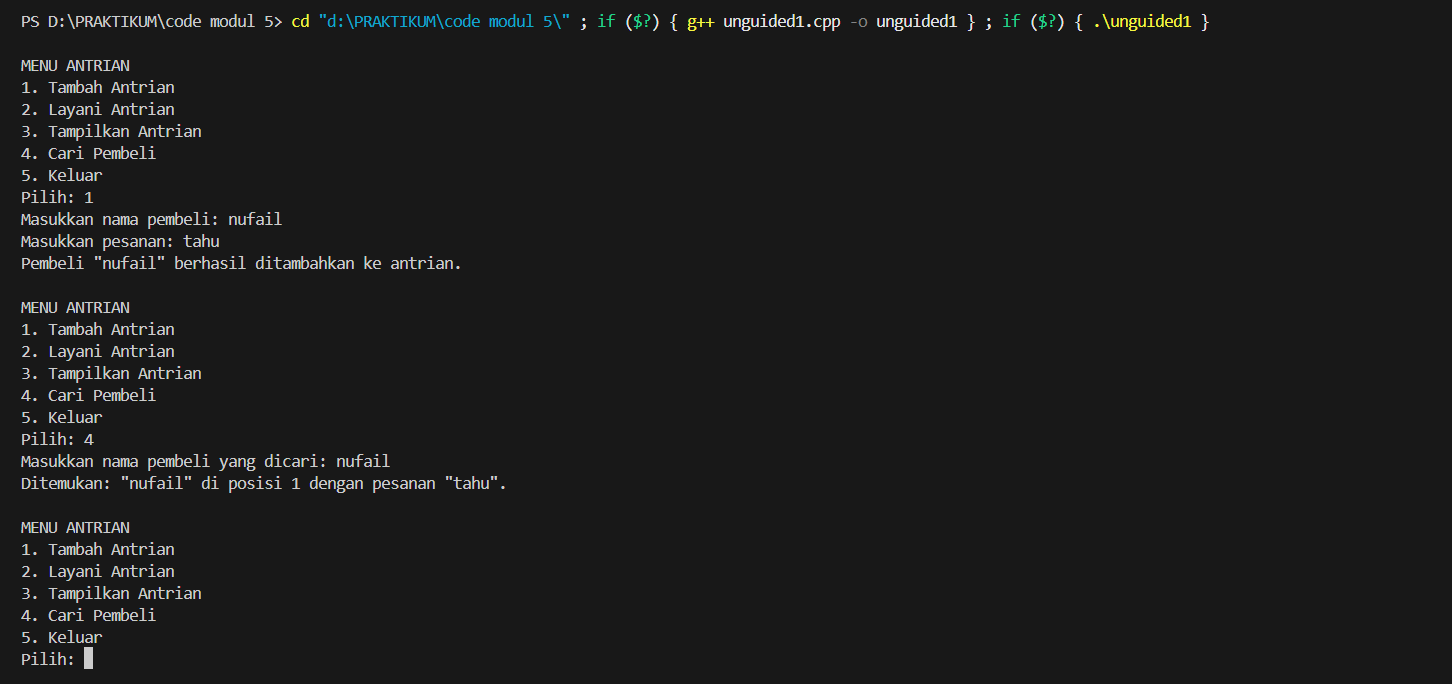 PS D:\PRAKTIKUM\code modul 5> cd "d:\PRAKTIKUM\code modul 5\" ; if ($?) { g++ unguided1.cpp -o unguided1 } ; if ($?) { .\unguided1 }
MENU ANTRIAN
1. Tambah Antrian
2. Layani Antrian
3. Tampilkan Antrian
4. Cari Pembeli
5. Keluar
Pilih: 1
Masukkan nama pembeli: nufail
Masukkan pesanan: tahu
Pembeli "nufail" berhasil ditambahkan ke antrian.
MENU ANTRIAN
1. Tambah Antrian
2. Layani Antrian
3. Tampilkan Antrian
4. Cari Pembeli
5. Keluar
Pilih: 4
Masukkan nama pembeli yang dicari: nufail
Ditemukan: "nufail" di posisi 1 dengan pesanan "tahu".
MENU ANTRIAN
1. Tambah Antrian
2. Layani Antrian
3. Tampilkan Antrian
4. Cari Pembeli
5. Keluar
Pilih: